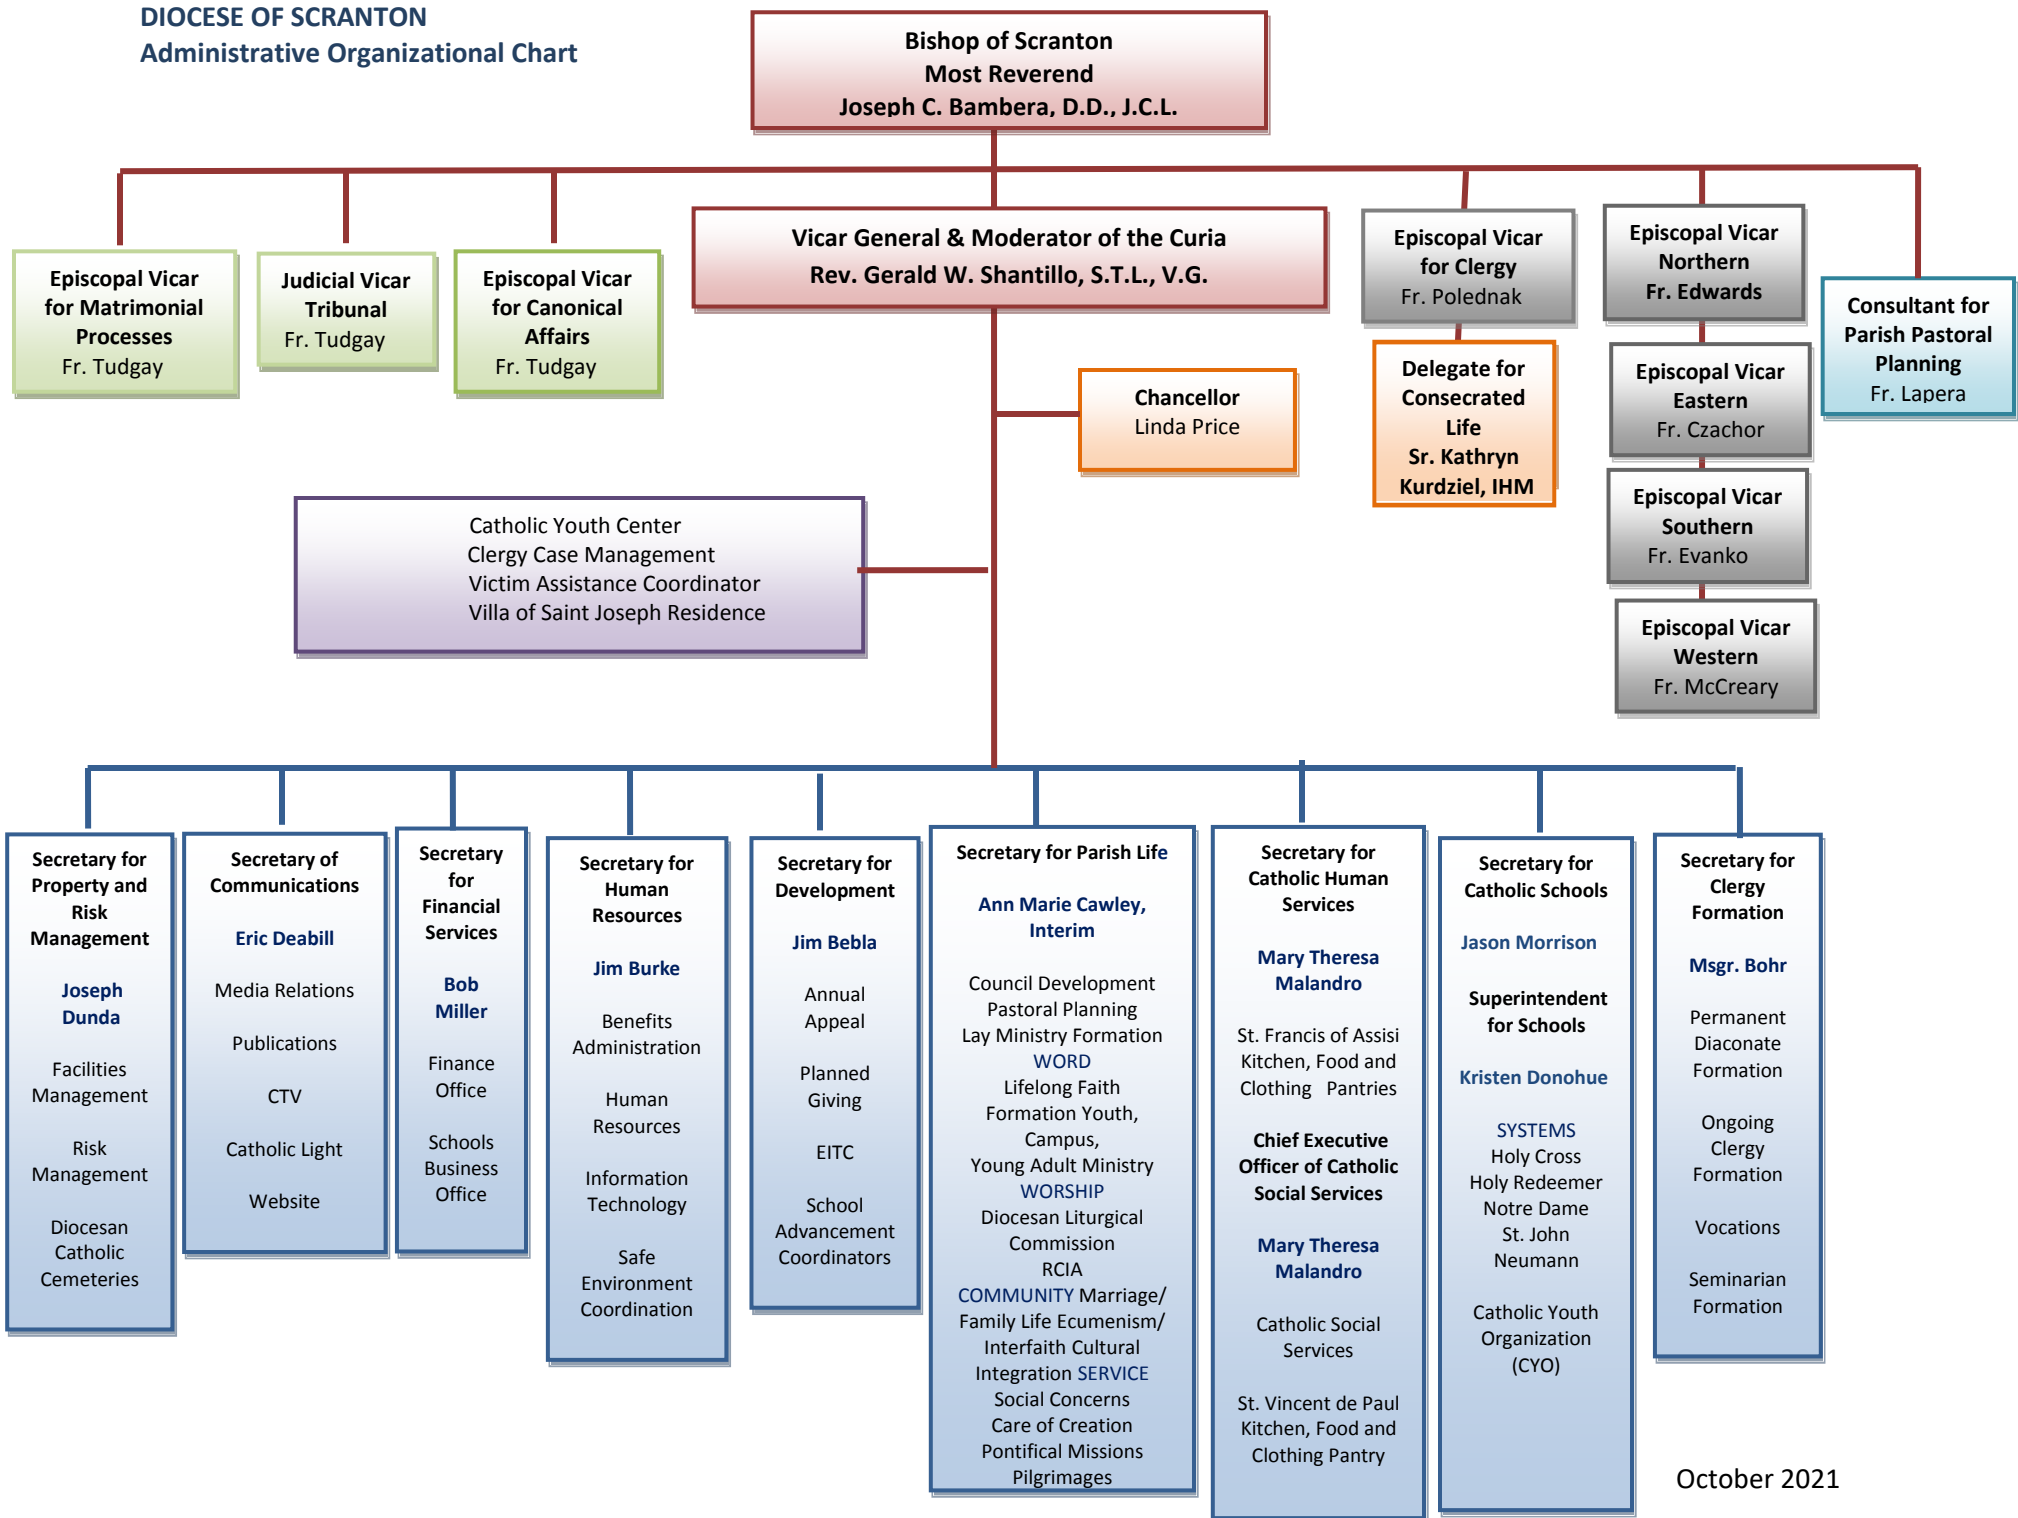 DIOCESE OF SCRANTON
Administrative Organizational Chart
Bishop of Scranton
Most Reverend
Joseph C. Bambera, D.D., J.C.L.
Episcopal Vicar
for Matrimonial
Processes
Fr. Tudgay
Judicial Vicar
Tribunal
Fr. Tudgay
Episcopal Vicar
for Canonical
Affairs
Fr. Tudgay
Vicar General & Moderator of the Curia
Rev. Gerald W. Shantillo, S.T.L., V.G.
Episcopal Vicar
for Clergy
Fr. Polednak
Delegate for
Consecrated
Life
Sr. Kathryn
Kurdziel, IHM
Episcopal Vicar
Northern
Fr. Edwards
Episcopal Vicar
Eastern
Fr. Czachor
Episcopal Vicar
Southern
Fr. Evanko
Episcopal Vicar
Western
Fr. McCreary
Consultant for
Parish Pastoral
Planning
Fr. Lapera
Chancellor
Linda Price
Catholic Youth Center
Clergy Case Management
Victim Assistance Coordinator
Villa of Saint Joseph Residence
Secretary for
Property and
Risk
Management
Joseph
Dunda
Facilities
Management
Risk
Management
Diocesan
Catholic
Cemeteries
Secretary of
Communications
Eric Deabill
Media Relations
Publications
CTV
Catholic Light
Website
Secretary
for
Financial
Services
Bob
Miller
Finance
Office
Schools
Business
Office
Secretary for
Human
Resources
Jim Burke
Benefits
Administration
Human
Resources
Information
Technology
Safe
Environment
Coordination
Secretary for
Development
Jim Bebla
Annual
Appeal
Planned
Giving
EITC
School
Advancement
Coordinators
Secretary for Parish Life
Ann Marie Cawley,
Interim
Council Development
Pastoral Planning
Lay Ministry Formation
WORD
Lifelong Faith
Formation Youth,
Campus,
Young Adult Ministry
WORSHIP
Diocesan Liturgical
Commission
RCIA
COMMUNITY Marriage/
Family Life Ecumenism/
Interfaith Cultural
Integration SERVICE
Social Concerns
Care of Creation
Pontifical Missions
Pilgrimages
Secretary for
Catholic Human
Services
Mary Theresa
Malandro
St. Francis of Assisi
Kitchen, Food and
Clothing Pantries
Chief Executive
Officer of Catholic
Social Services
Mary Theresa
Malandro
Catholic Social
Services
St. Vincent de Paul
Kitchen, Food and
Clothing Pantry
Secretary for
Catholic Schools
Jason Morrison
Superintendent
for Schools
Kristen Donohue
SYSTEMS
Holy Cross
Holy Redeemer
Notre Dame
St. John
Neumann
Catholic Youth
Organization
(CYO)
Secretary for
Clergy
Formation
Msgr. Bohr
Permanent
Diaconate
Formation
Ongoing
Clergy
Formation
Vocations
Seminarian
Formation
October 2021